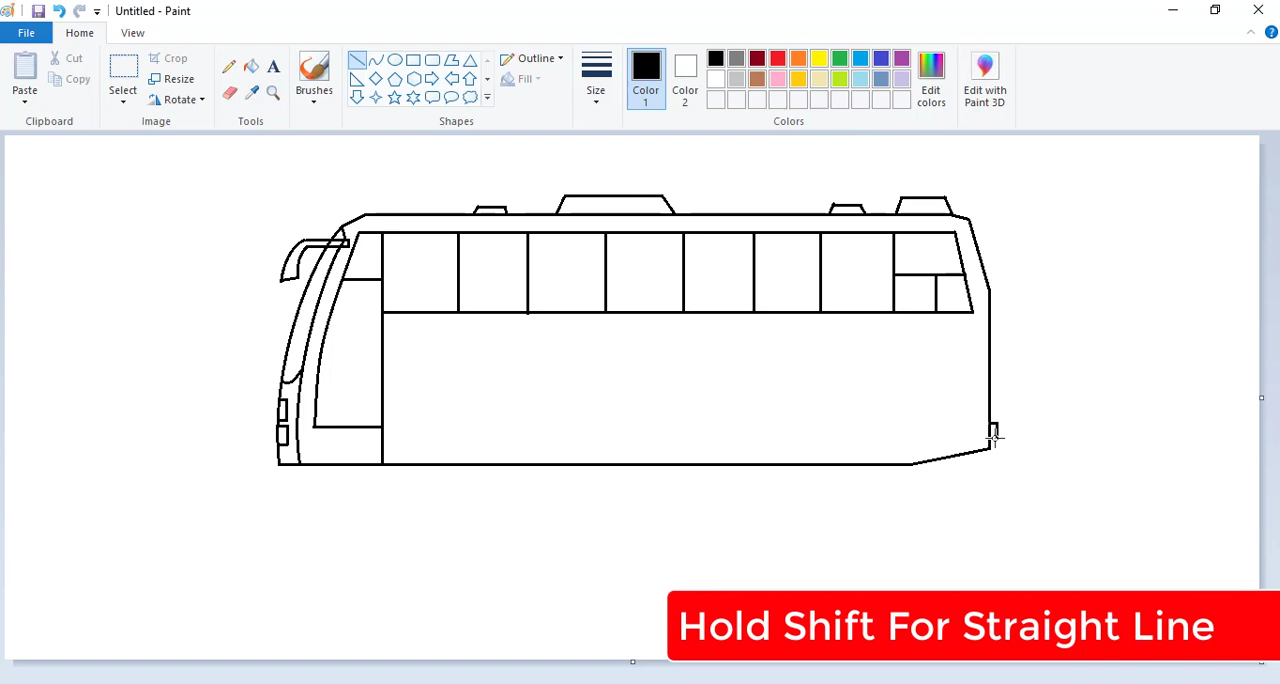 Untitled - Paint
File
Home
View
Paste
Cut
Copy
Clipboard
Select
Crop
Resize
Rotate
Image
A
Tools
Brushes
Shapes
Outline
Fill
Size
Color 1
Color 2
Colors
Edit colors
Edit with Paint 3D
Hold Shift For Straight Line